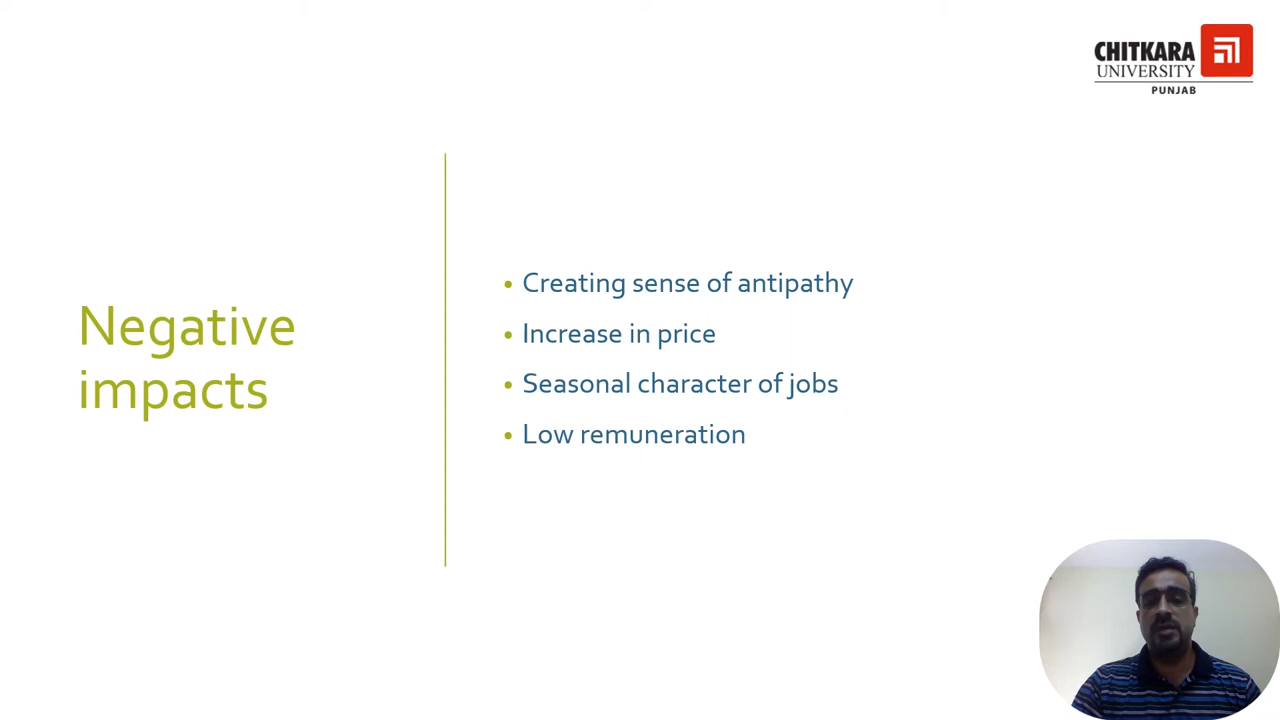 CHITKARA
UNIVERSITY
PUNJAB
Negative
impacts
• Creating sense of antipathy
• Increase in price
• Seasonal character of jobs
• Low remuneration